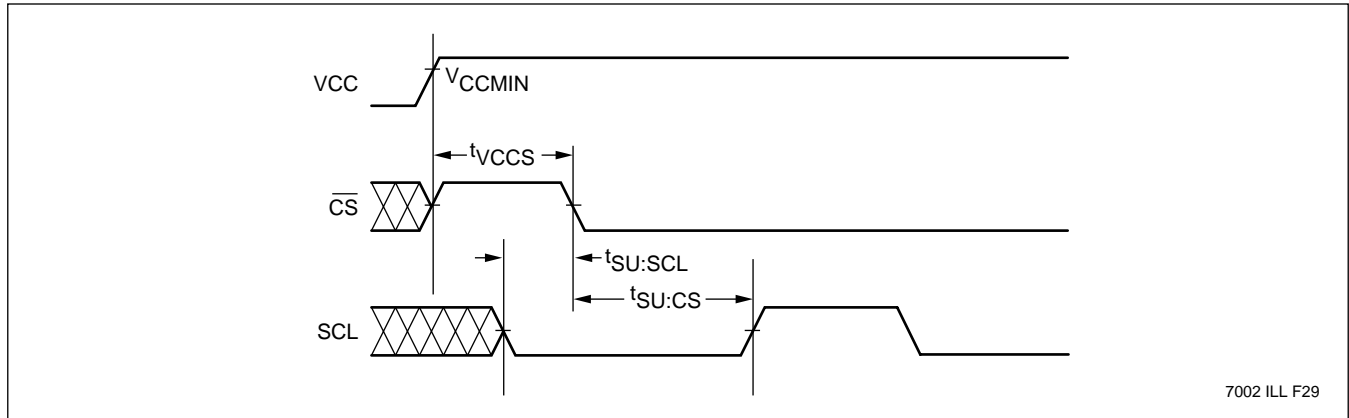 VCC
VCCMIN
tVCCS
CS
tSU:SCL
tSU:CS
SCL
7002 ILL F29